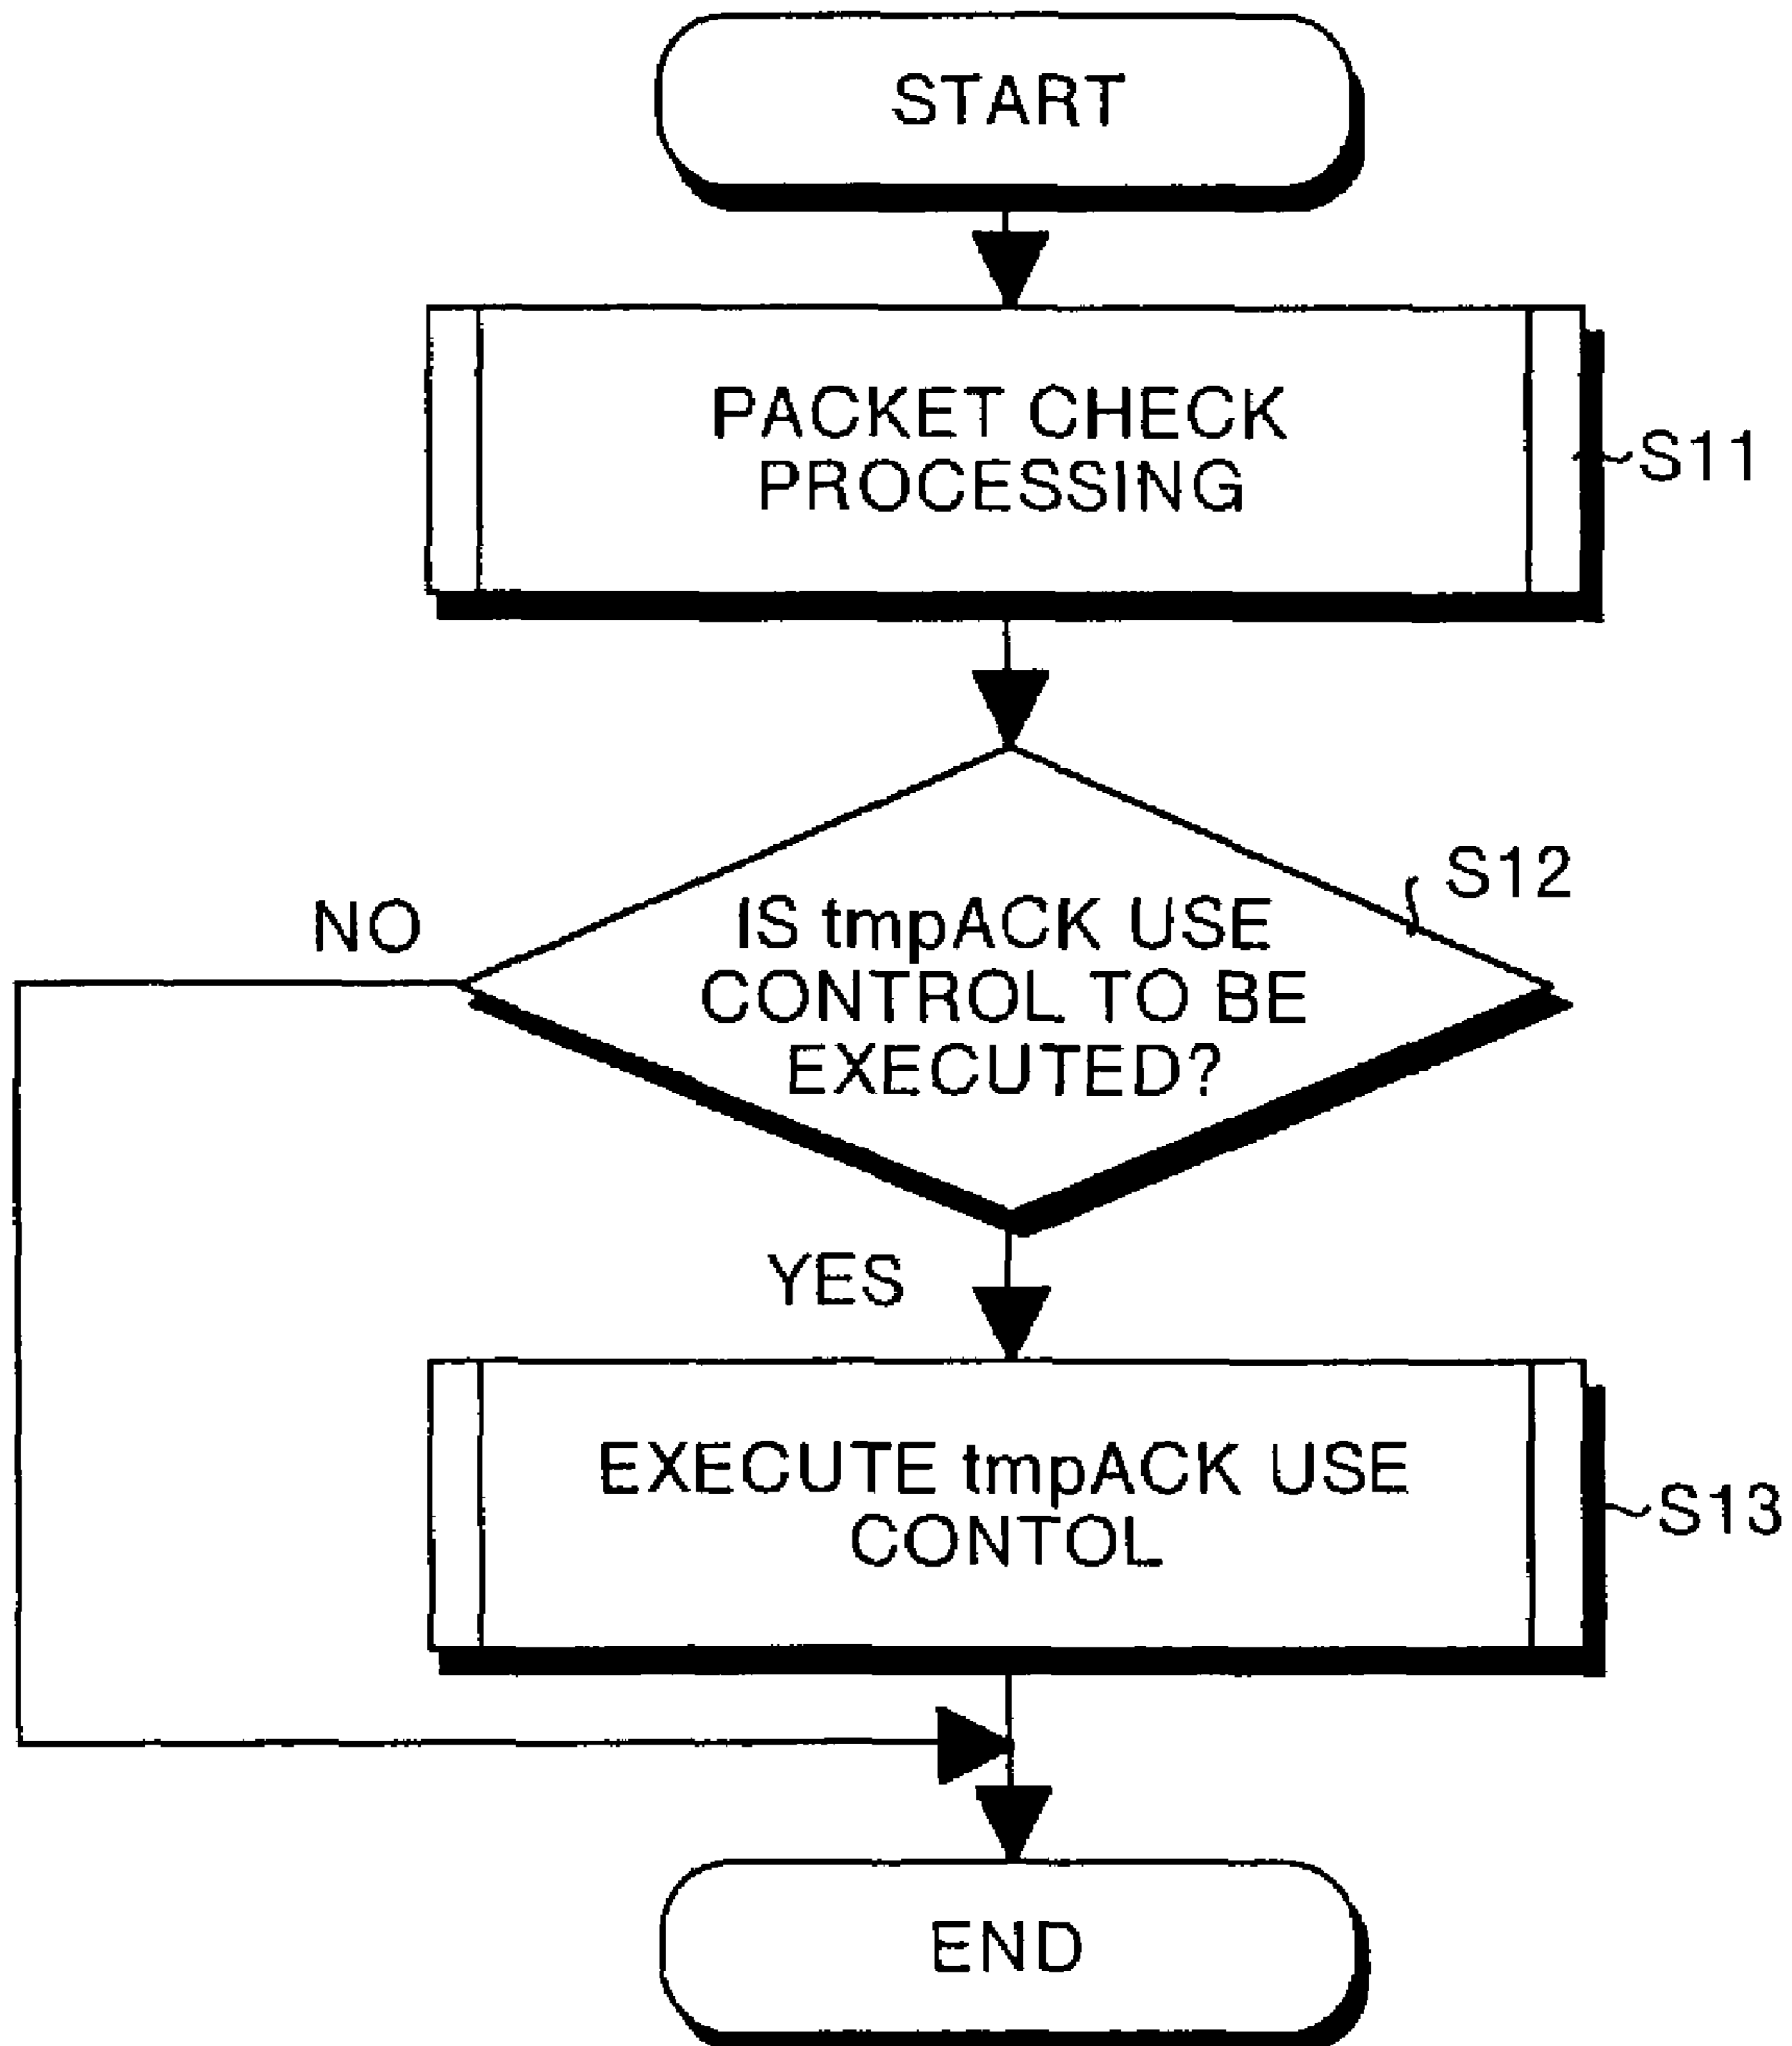 START
PACKET CHECK
PROCESSING
S11
S12
NO
IS tmpACK USE
CONTROL TO BE
EXECUTED?
YES
EXECUTE tmpACK USE
CONTOL
S13
END